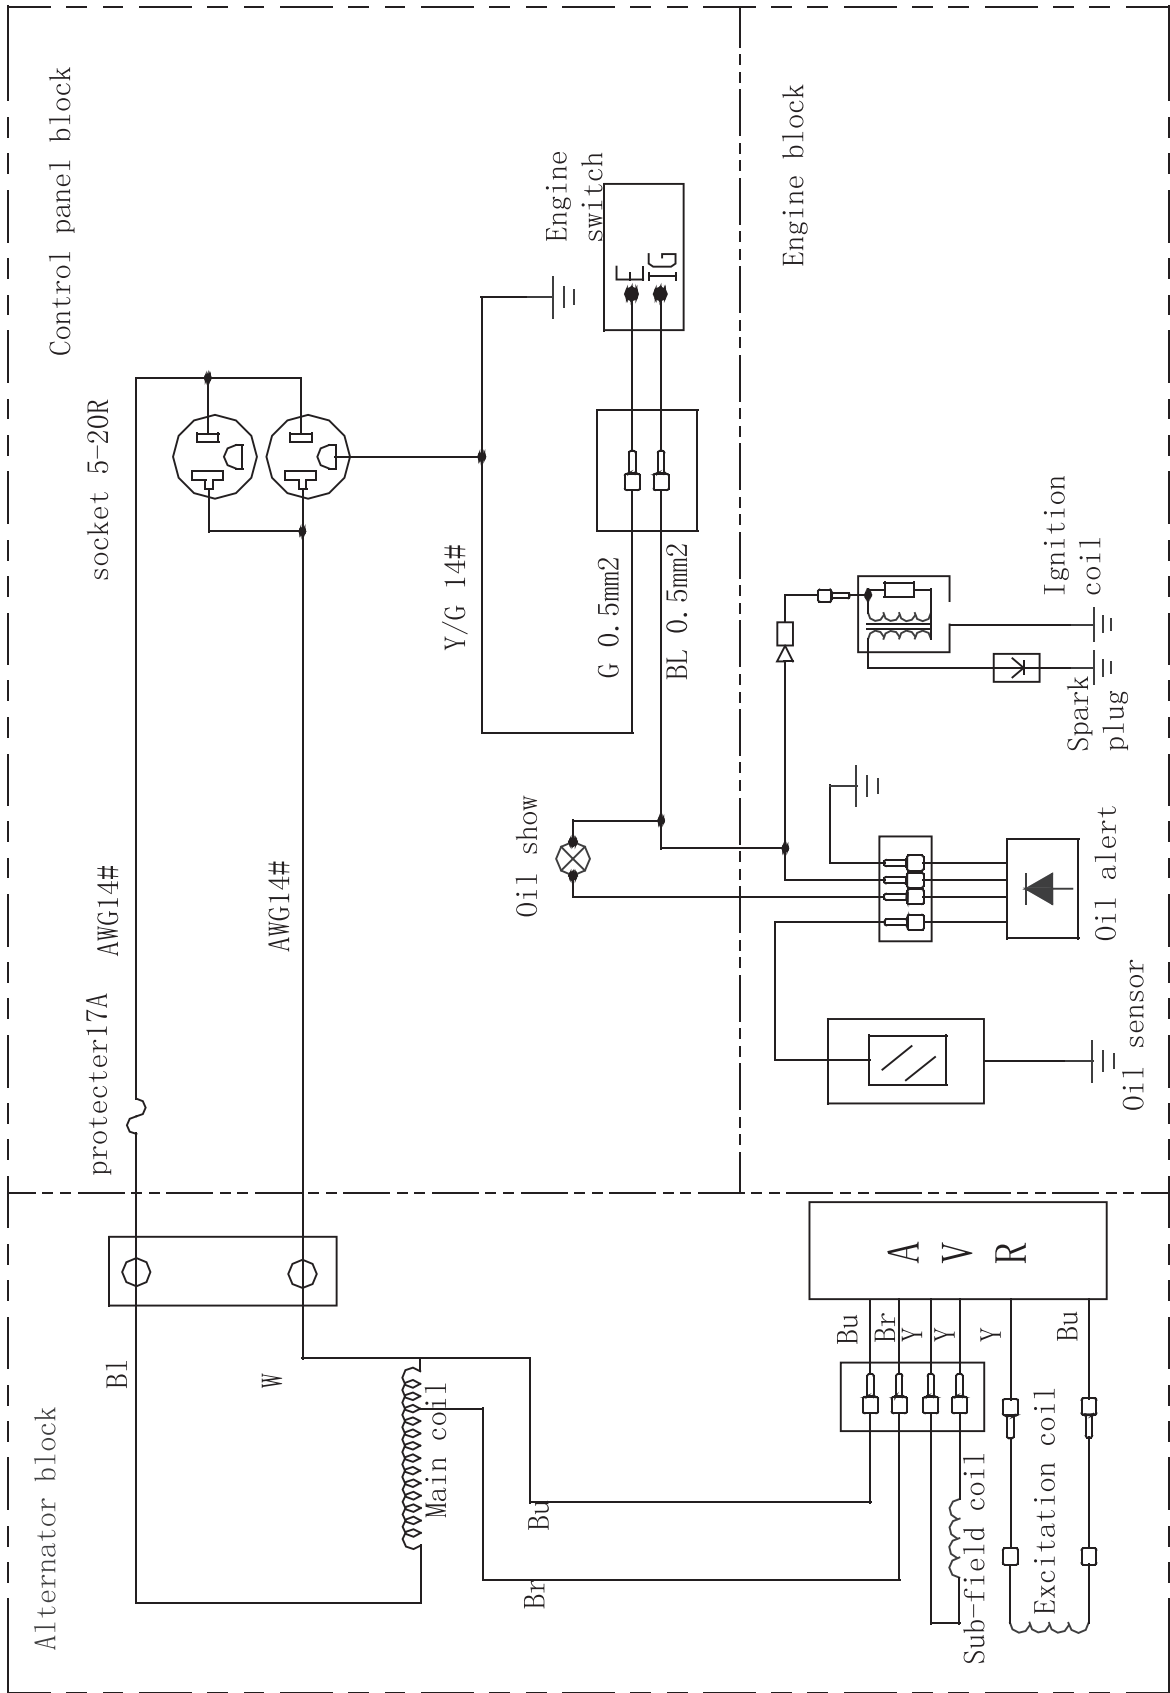 Alternator block
Bl
W
Main coil
Bu
Br
Bu
Br
Y
Y
Y
Bu
A V R
Sub-field coil
Excitation coil
Control panel block
protecter17A
AWG14#
AWG14#
socket 5-20R
Y/G 14#
G 0.5mm2
BL 0.5mm2
Engine
switch
E
IG
Oil show
Engine block
Oil sensor
Oil alert
Spark
plug
Ignition
coil